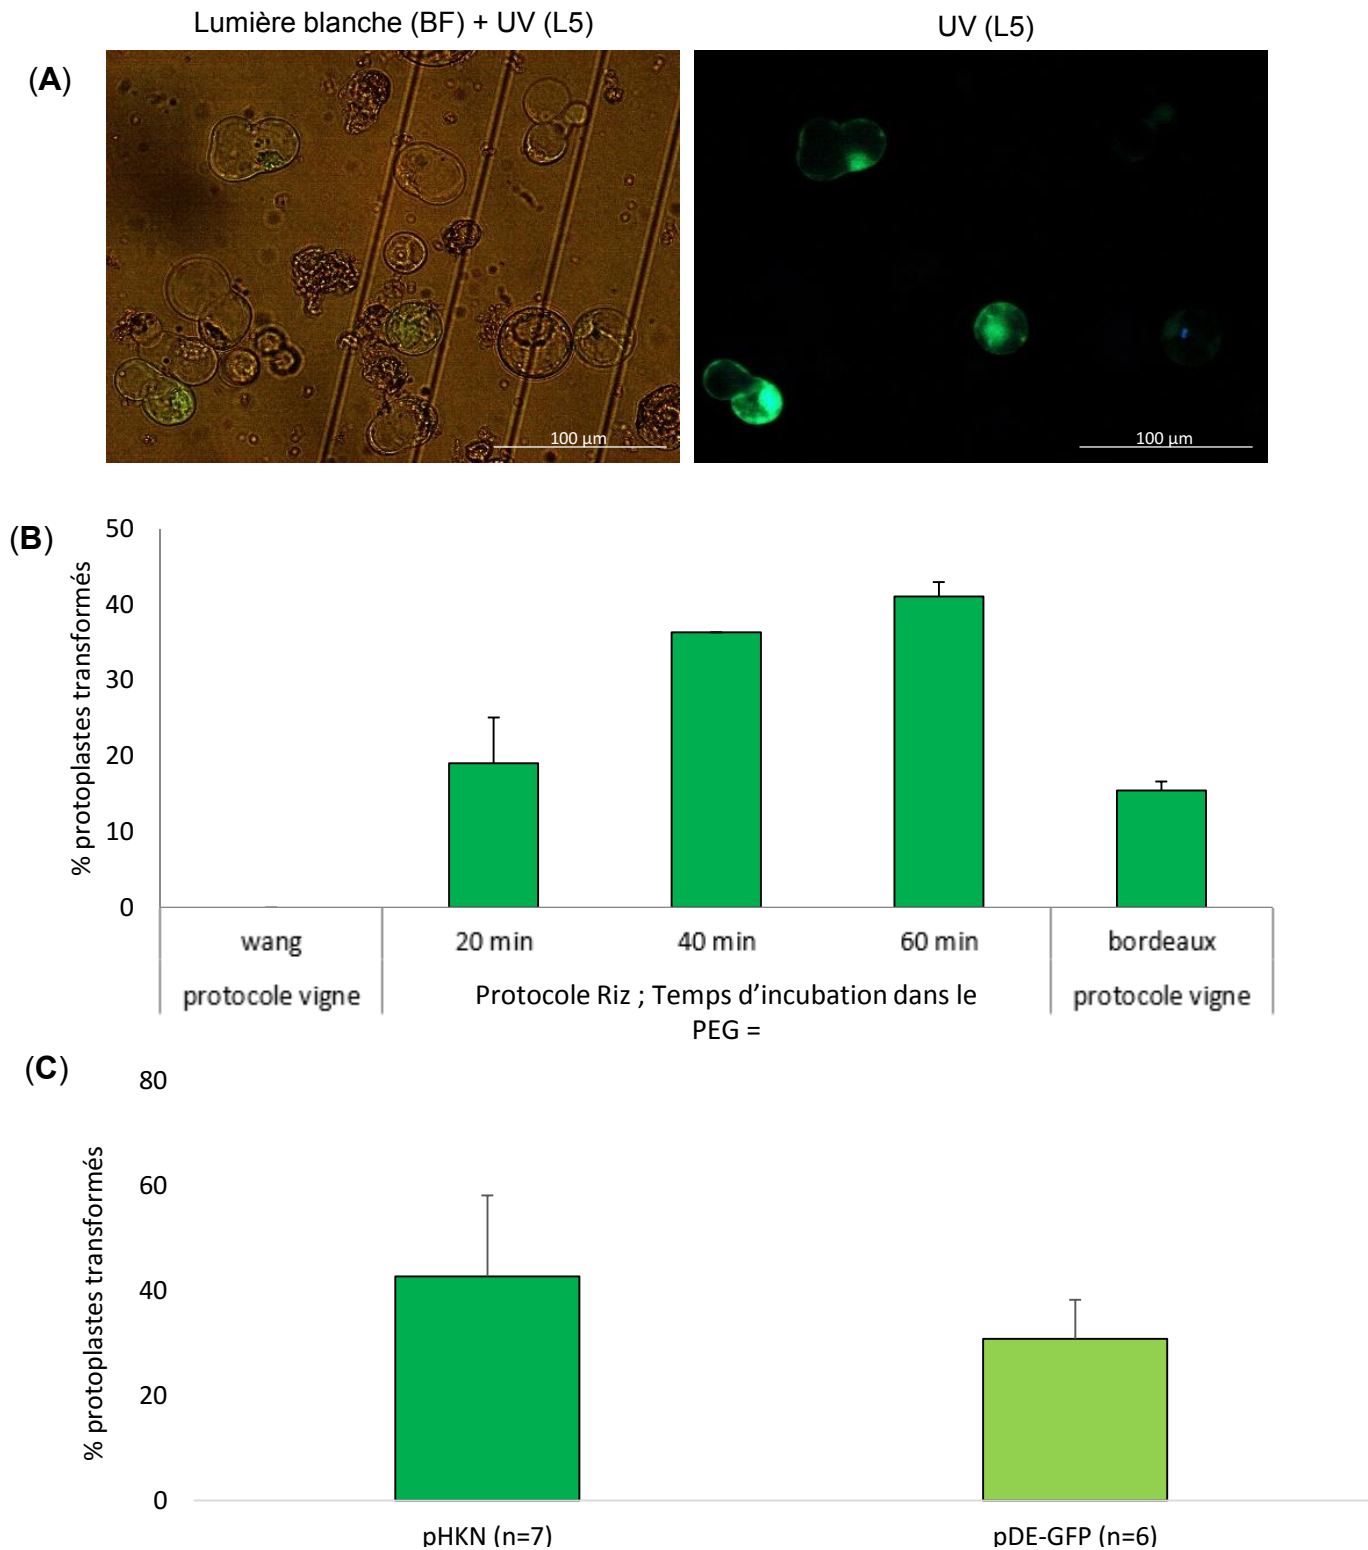 Lumière blanche (BF) + UV (L5)
UV (L5)
(A)
100 µm
100 µm
(B)
% protoplastes transformés
50
40
30
20
10
0
wang
20 min
40 min
60 min
bordeaux
protocole vigne
Protocole Riz ; Temps d'incubation dans le
PEG =
protocole vigne
(C)
% protoplastes transformés
80
60
40
20
0
pHKN (n=7)
pDE-GFP (n=6)